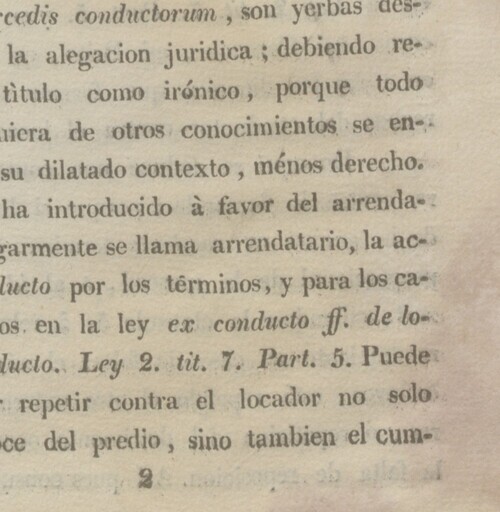 rcedis conductorum, son yerbas des-
la alegacion juridica; debiendo re-
tìtulo como irónico, porque todo
uiera de otros conocimientos se en-
su dilatado contexto, ménos derecho.
ha introducido à favor del arrenda-
garmente se llama arrendatario, la ac-
ducto por los términos, y para los ca-
os en la ley ex conducto ff. de lo-
ducto. Ley 2. tit. 7. Part. 5. Puede
r repetir contra el locador no solo
ce del predio, sino tambien el cum-
2